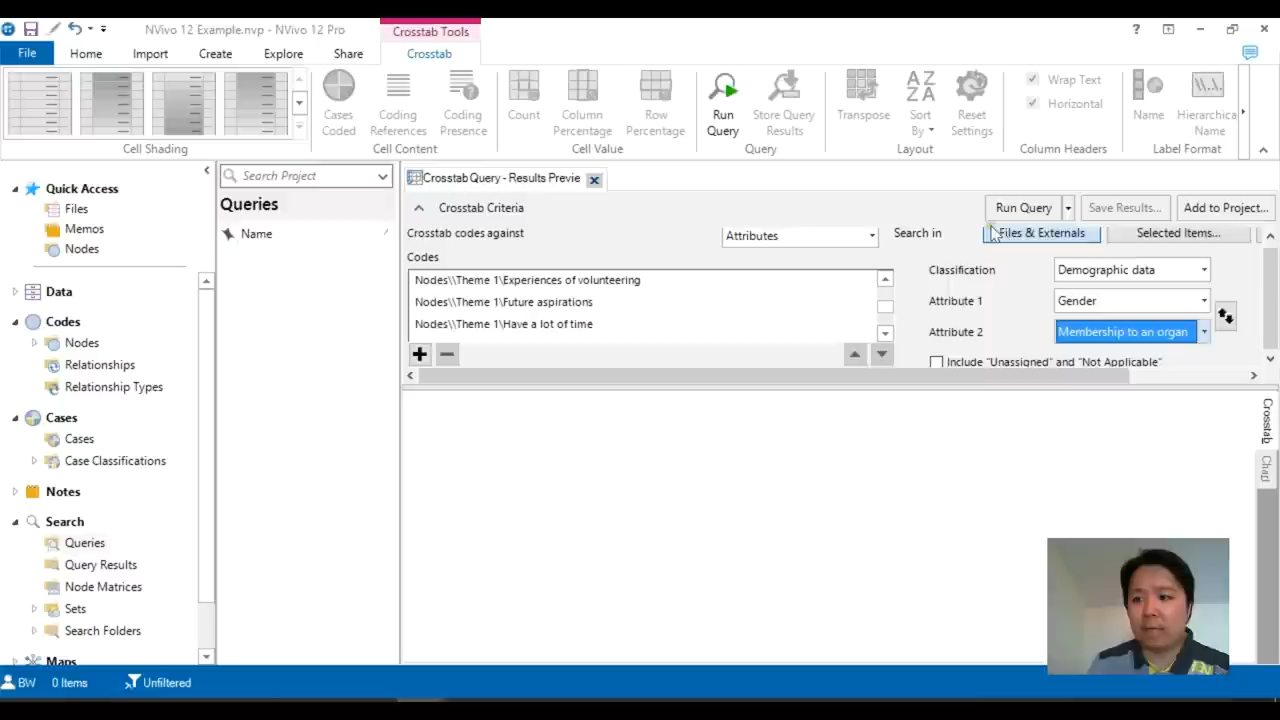 NVivo 12 Example.nvp - NVivo 12 Pro
Crosstab Tools
?
File
Home
Import
Create
Explore
Share
Crosstab
Cell Shading
Cases Coded
Coding References
Coding Presence
Cell Content
Count
Column Percentage
Row Percentage
Cell Value
Run Query
Store Query Results
Query
Transpose
Sort By
Reset Settings
Layout
Wrap Text
Horizontal
Column Headers
Name
Hierarchica Name
Label Format
Quick Access
Files
Memos
Nodes
Data
Codes
Nodes
Relationships
Relationship Types
Cases
Cases
Case Classifications
Notes
Search
Queries
Query Results
Node Matrices
Sets
Search Folders
Maps
Search Project
Queries
Name
Crosstab Query - Results Previe
Crosstab Criteria
Run Query
Save Results...
Add to Project...
Crosstab codes against
Attributes
Search in
Files & Externals
Selected Items...
Codes
Nodes\\Theme 1\Experiences of volunteering
Nodes\\Theme 1\Future aspirations
Nodes\\Theme 1\Have a lot of time
Classification
Demographic data
Attribute 1
Gender
Attribute 2
Membership to an organ
Include "Unassigned" and "Not Applicable"
Crosstab
Chart
BW
0 Items
Unfiltered